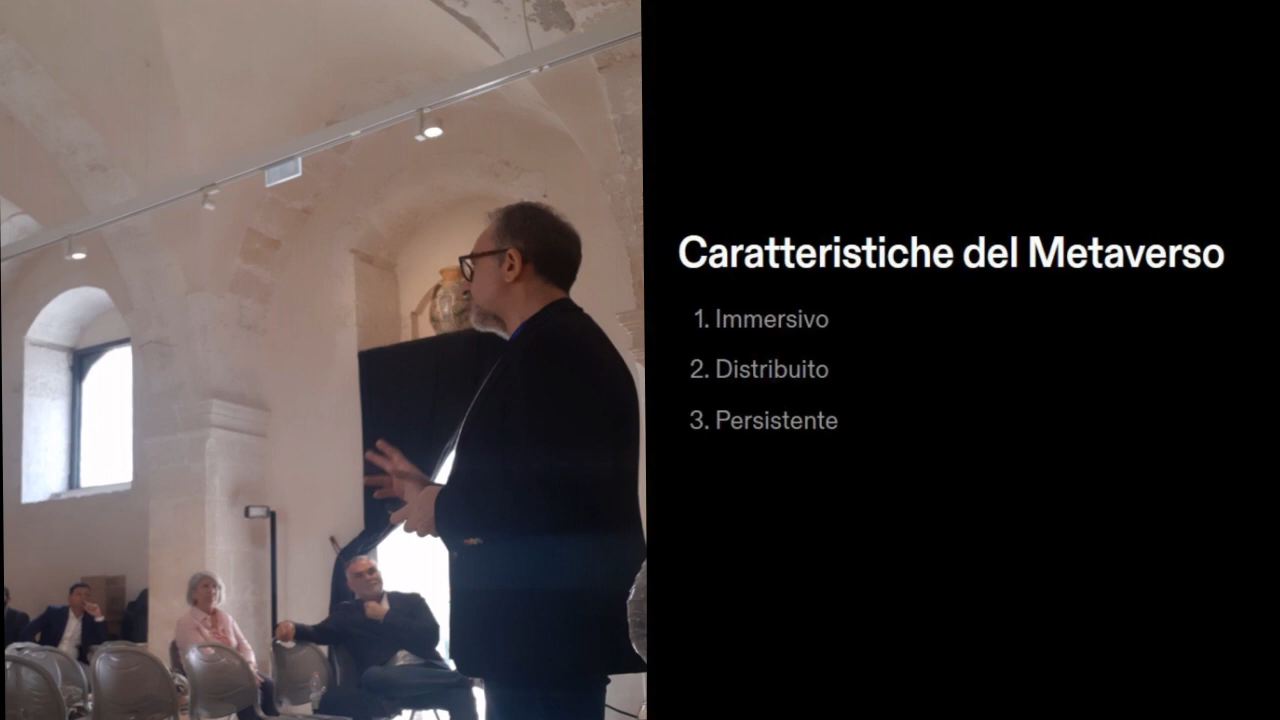 Caratteristiche del Metaverso
1. Immersivo
2. Distribuito
3. Persistente